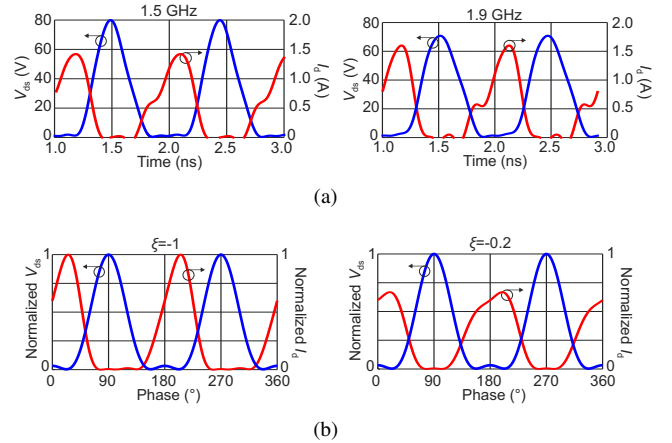 1.5 GHz
80
60
40
20
0
V_ds (V)
2.0
1.5
1.0
0.5
0
I_d (A)
1.0 1.5 2.0 2.5 3.0
Time (ns)
1.9 GHz
80
60
40
20
0
V_ds (V)
2.0
1.5
1.0
0.5
0
I_d (A)
1.0 1.5 2.0 2.5 3.0
Time (ns)
(a)
ξ=-1
1
0
Normalized V_ds
1
0
Normalized I_d
0 90 180 270 360
Phase (°)
ξ=-0.2
1
0
Normalized V_ds
1
0
Normalized I_d
0 90 180 270 360
Phase (°)
(b)